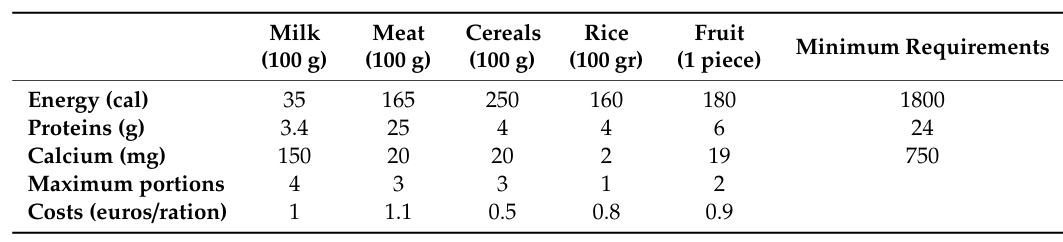 Milk Meat Cereals Rice Fruit Minimum Requirements
(100 g) (100 g) (100 g) (100 gr) (1 piece)
Energy (cal) 35 165 250 160 180 1800
Proteins (g) 3.4 25 4 4 6 24
Calcium (mg) 150 20 20 2 19 750
Maximum portions 4 3 3 1 2
Costs (euros/ration) 1 1.1 0.5 0.8 0.9